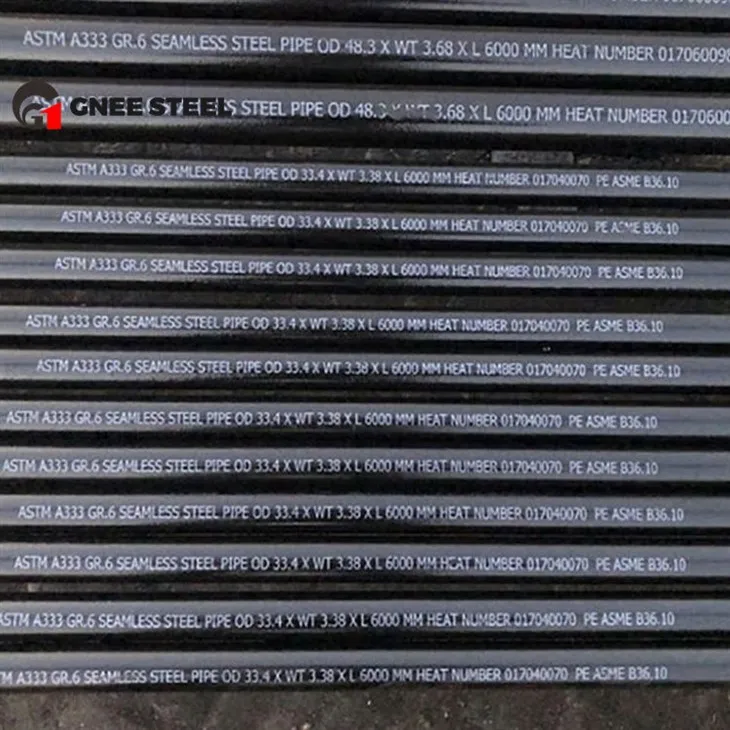 ASTM A333 GR.6 SEAMLESS STEEL PIPE OD 48.3 X WT 3.68 X L 6000 MM HEAT NUMBER 017060098
GNEE STEEL
STEEL PIPE OD 48.3 X WT 3.68 X L 6000 MM HEAT NUMBER 0170600
ASTM A333 GR.6 SEAMLESS STEEL PIPE OD 33.4 X WT 3.38 X L 6000 MM HEAT NUMBER 017040070 PE ASME B36.10
ASTM A333 GR.6 SEAMLESS STEEL PIPE OD 33.4 X WT 3.38 X L 6000 MM HEAT NUMBER 017040070 PE ASME B36.10
ASTM A333 GR.6 SEAMLESS STEEL PIPE OD 33.4 X WT 3.38 X L 6000 MM HEAT NUMBER 017040070 PE ASME B36.10
ASTM A333 GR.6 SEAMLESS STEEL PIPE OD 33.4 X WT 3.38 X L 6000 MM HEAT NUMBER 017040070 PE ASME B36.10
ASTM A333 GR.6 SEAMLESS STEEL PIPE OD 33.4 X WT 3.38 X L 6000 MM HEAT NUMBER 017040070 PE ASME B36.10
ASTM A333 GR.6 SEAMLESS STEEL PIPE OD 33.4 X WT 3.38 X L 6000 MM HEAT NUMBER 017040070 PE ASME B36.10
ASTM A333 GR.6 SEAMLESS STEEL PIPE OD 33.4 X WT 3.38 X L 6000 MM HEAT NUMBER 017040070 PE ASME B36.10
ASTM A333 GR.6 SEAMLESS STEEL PIPE OD 33.4 X WT 3.38 X L 6000 MM HEAT NUMBER 017040070 PE ASME B36.10
ASTM A333 GR.6 SEAMLESS STEEL PIPE OD 33.4 X WT 3.38 X L 6000 MM HEAT NUMBER 017040070 PE ASME B36.10
ASTM A333 GR.6 SEAMLESS STEEL PIPE OD 33.4 X WT 3.38 X L 6000 MM HEAT NUMBER 017040070 PE ASME B36.10
TM A333 GR.6 SEAMLESS STEEL PIPE OD 33.4 X WT 3.38 X L 6000 MM HEAT NUMBER 017040070 PE ASME B36.10